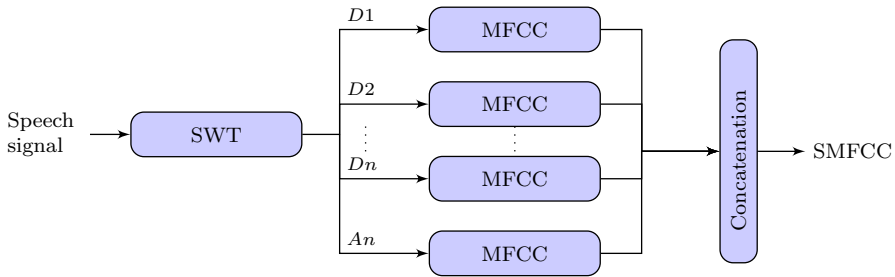 Speech
signal
SWT
D1
D2
Dn
An
MFCC
MFCC
MFCC
MFCC
Concatenation
SMFCC